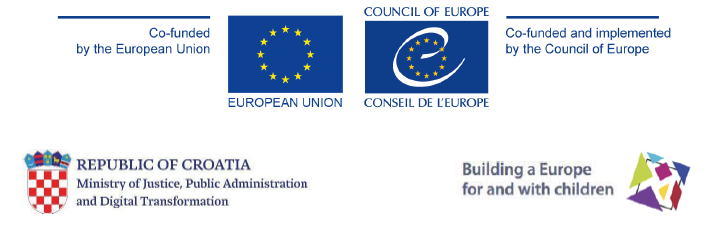 Co-funded
by the European Union
EUROPEAN UNION
COUNCIL OF EUROPE
CONSEIL DE L'EUROPE
Co-funded and implemented
by the Council of Europe
REPUBLIC OF CROATIA
Ministry of Justice, Public Administration
and Digital Transformation
Building a Europe
for and with children